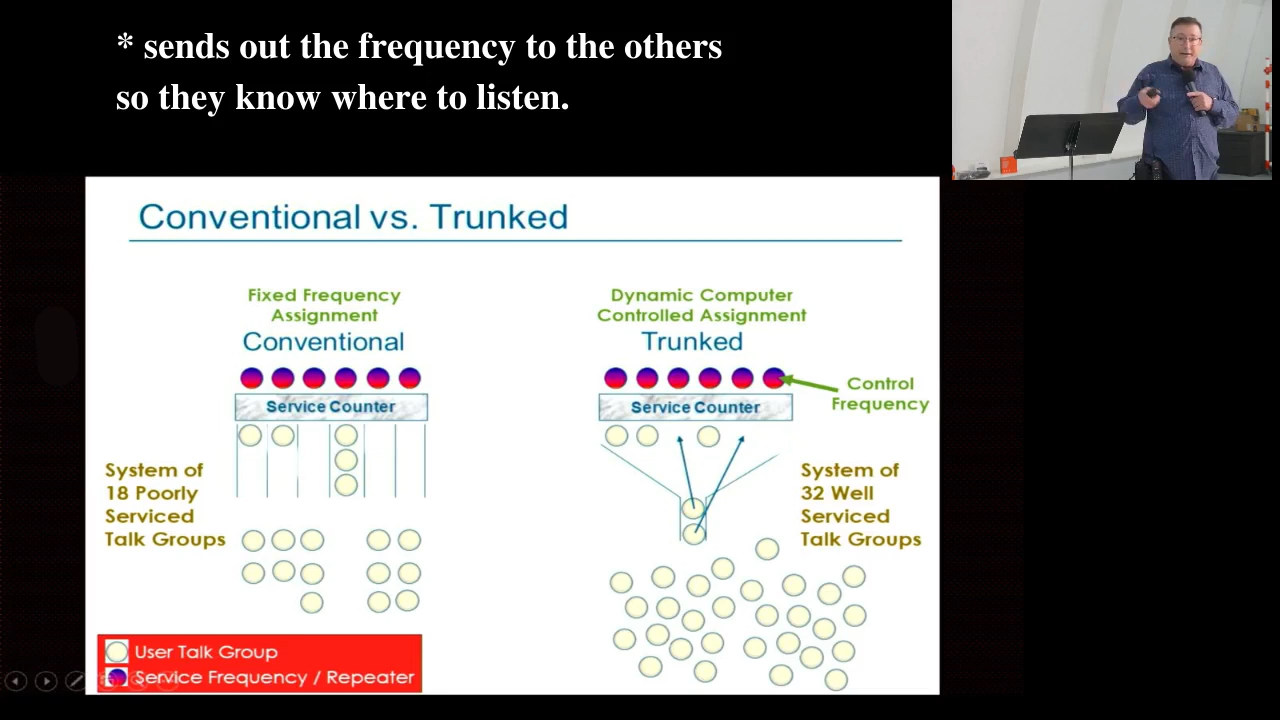 * sends out the frequency to the others
so they know where to listen.
Conventional vs. Trunked
Fixed Frequency
Assignment
Conventional
Service Counter
System of
18 Poorly
Serviced
Talk Groups
Dynamic Computer
Controlled Assignment
Trunked
Control
Frequency
Service Counter
System of
32 Well
Serviced
Talk Groups
User Talk Group
Service Frequency / Repeater